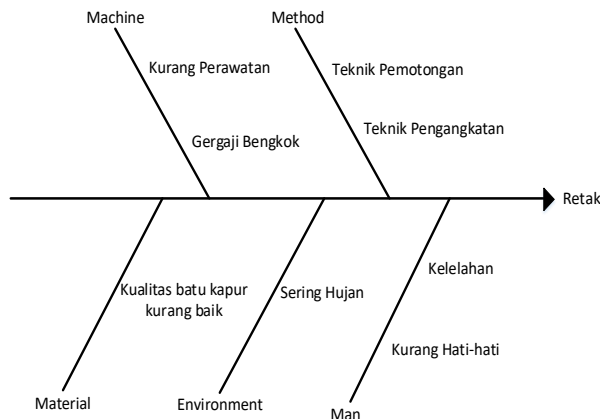 Machine
Method
Kurang Perawatan
Teknik Pemotongan
Gergaji Bengkok
Teknik Pengangkatan
Retak
Kualitas batu kapur
kurang baik
Sering Hujan
Kelelahan
Kurang Hati-hati
Material
Environment
Man